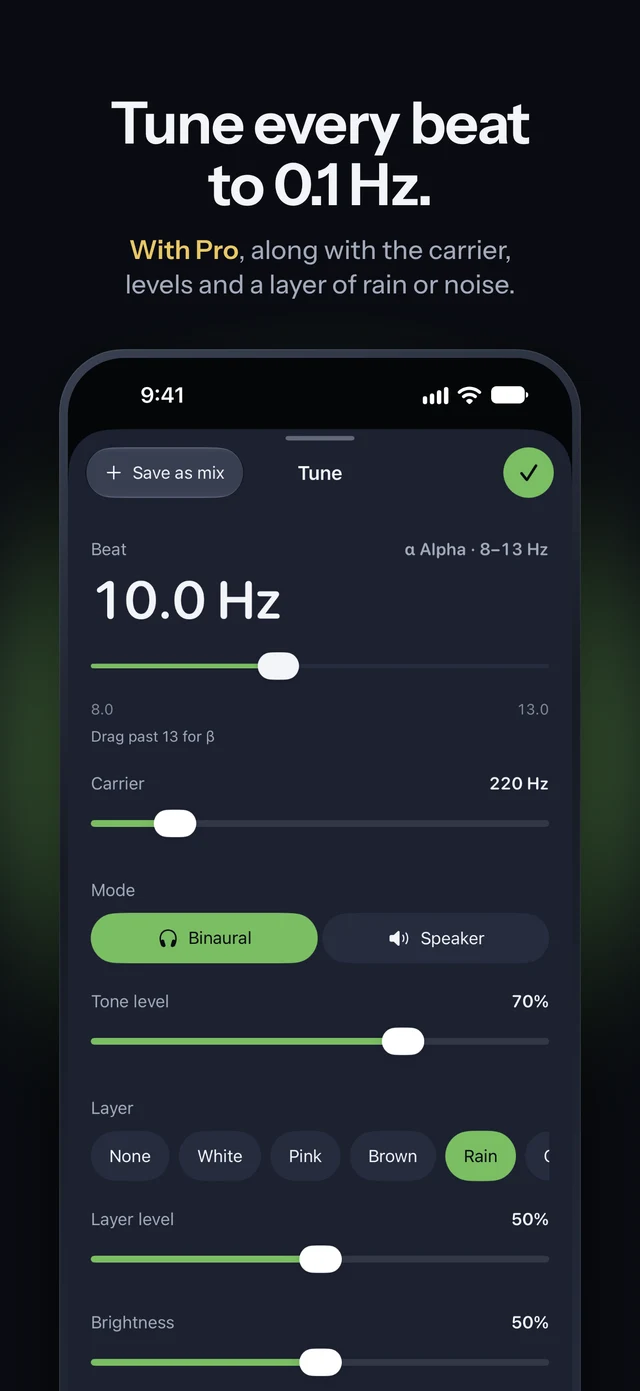 Tune every beat
to 0.1 Hz.
With Pro, along with the carrier,
levels and a layer of rain or noise.
9:41
+ Save as mix
Tune
Beat
α Alpha · 8–13 Hz
10.0 Hz
8.0
13.0
Drag past 13 for β
Carrier
220 Hz
Mode
Binaural
Speaker
Tone level
70%
Layer
None
White
Pink
Brown
Rain
Layer level
50%
Brightness
50%